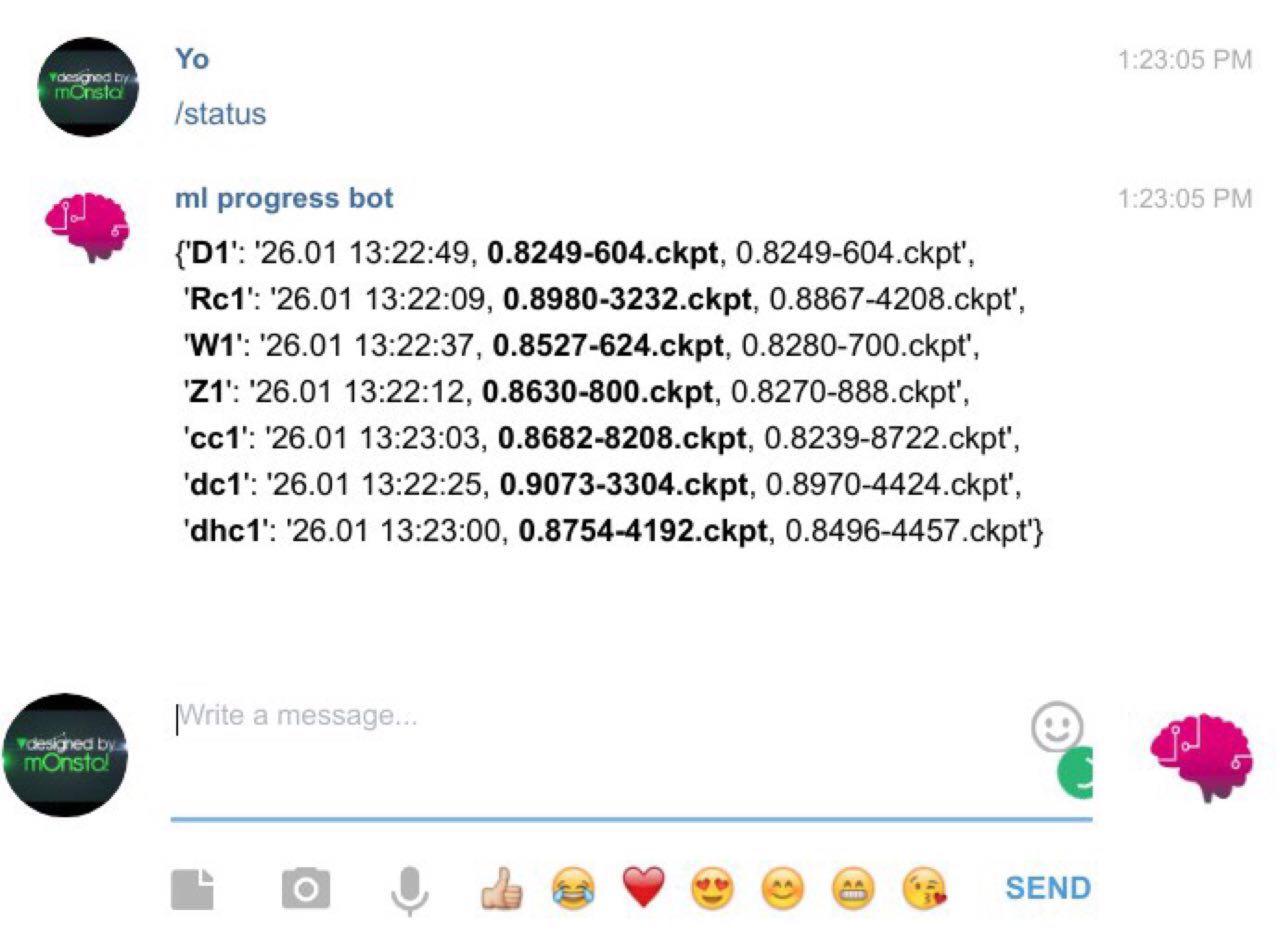 Yo
1:23:05 PM
/status
designed by
mOnsta!
ml progress bot
1:23:05 PM
{'D1': '26.01 13:22:49, 0.8249-604.ckpt, 0.8249-604.ckpt',
'Rc1': '26.01 13:22:09, 0.8980-3232.ckpt, 0.8867-4208.ckpt',
'W1': '26.01 13:22:37, 0.8527-624.ckpt, 0.8280-700.ckpt',
'Z1': '26.01 13:22:12, 0.8630-800.ckpt, 0.8270-888.ckpt',
'cc1': '26.01 13:23:03, 0.8682-8208.ckpt, 0.8239-8722.ckpt',
'dc1': '26.01 13:22:25, 0.9073-3304.ckpt, 0.8970-4424.ckpt',
'dhc1': '26.01 13:23:00, 0.8754-4192.ckpt, 0.8496-4457.ckpt'}
Write a message...
designed by
mOnsta!
SEND